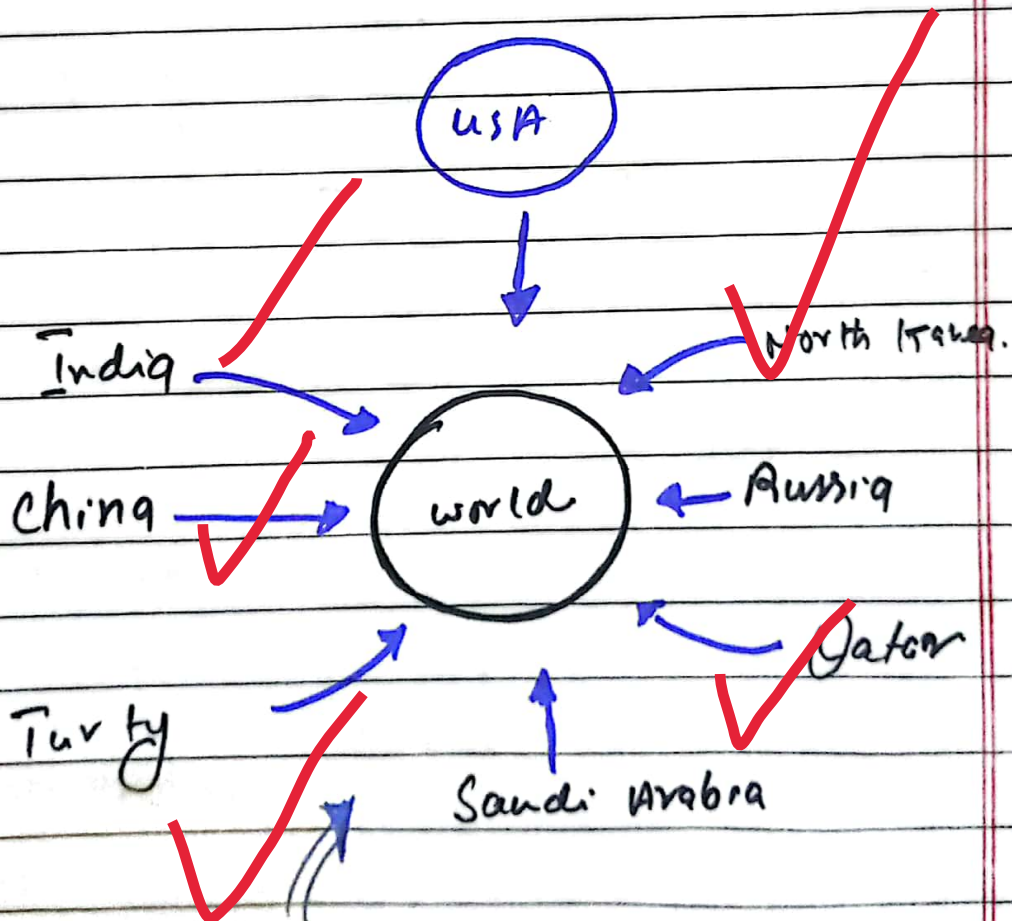 USA
India
North Korea.
China
world
Russia
Qatar
Turky
Saudi Arabia